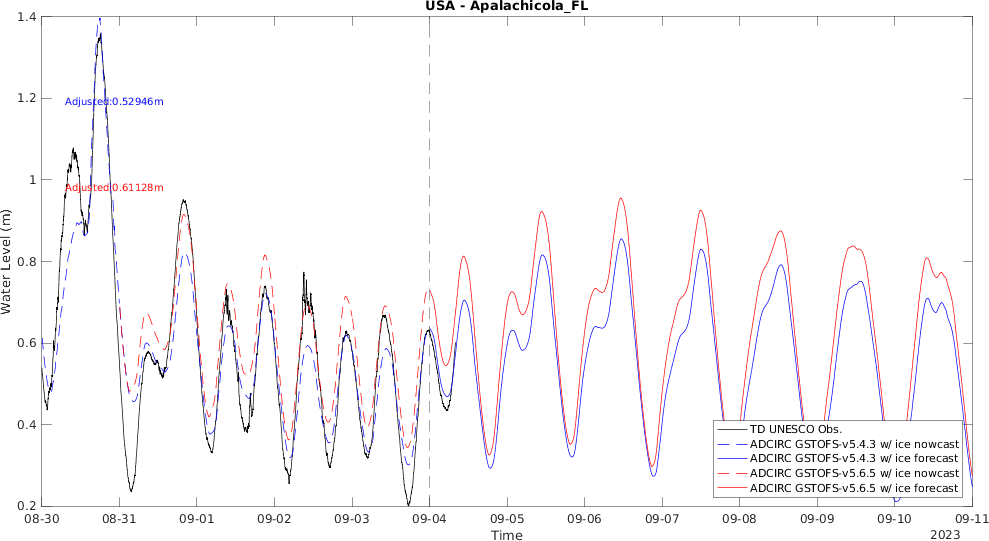 USA - Apalachicola_FL
1.4
1.2
1
0.8
0.6
0.4
0.2
Water Level (m)
Adjusted:0.52946m
Adjusted:0.61128m
TD UNESCO Obs.
ADCIRC GSTOFS-v5.4.3 w/ ice nowcast
ADCIRC GSTOFS-v5.4.3 w/ ice forecast
ADCIRC GSTOFS-v5.6.5 w/ ice nowcast
ADCIRC GSTOFS-v5.6.5 w/ ice forecast
08-30 08-31 09-01 09-02 09-03 09-04 09-05 09-06 09-07 09-08 09-09 09-10 09-11
Time
2023